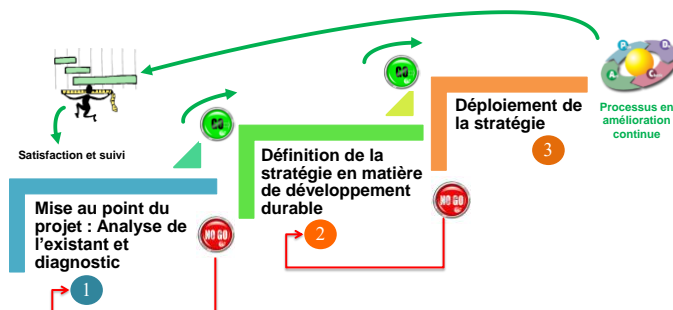 GO
P...
D..
A.
C...
Déploiement de
la stratégie
Processus en
amélioration
continue
3
GO
Satisfaction et suivi
Définition de la
stratégie en matière
de développement
durable
NO GO
2
Mise au point du
projet : Analyse de
l'existant et
diagnostic
NO GO
1